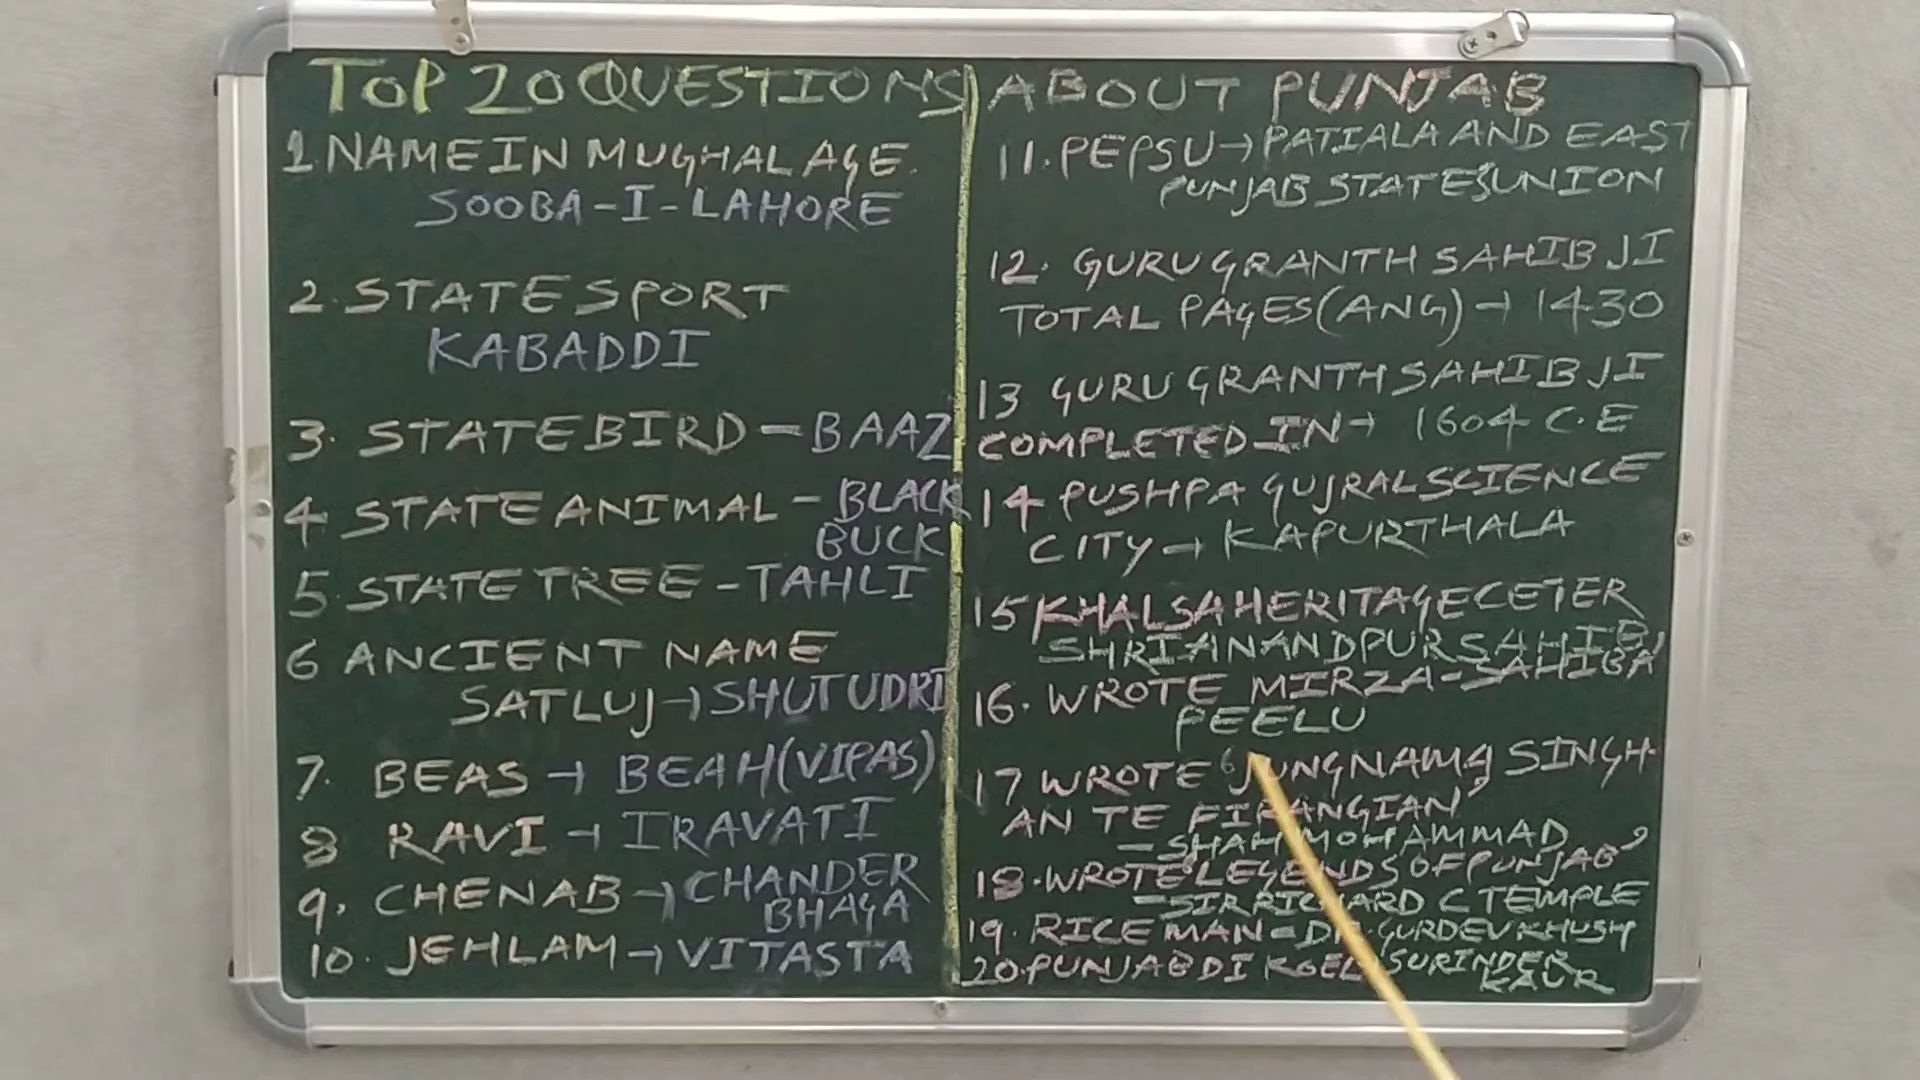 TOP 20 QUESTIONS ABOUT PUNJAB
1. NAME IN MUGHAL AGE.
SOOBA-I-LAHORE
2. STATE SPORT
KABADDI
3. STATE BIRD - BAAZ
4 STATE ANIMAL - BLACK
BUCK
5. STATE TREE - TAHLI
6 ANCIENT NAME
SATLUJ → SHUTUDRI
7. BEAS → BEAH (VIPAS)
8 RAVI → IRAVATI
9. CHENAB → CHANDER
BHAGA
10. JEHLAM → VITASTA
11. PEPSU → PATIALA AND EAST
PUNJAB STATES UNION
12. GURU GRANTH SAHIB JI
TOTAL PAGES (ANG) → 1430
13 GURU GRANTH SAHIB JI
COMPLETED IN → 1604 C.E
14 PUSHPA GUJRAL SCIENCE
CITY → KAPURTHALA
15 KHALSA HERITAGE CETER
SHRI ANANDPUR SAHIB
16. WROTE MIRZA-SAHIBA
PEELU
17 WROTE 'JUNGNAMA SINGH
AN TE FIRANGIAN'
- SHAH MOHAMMAD
18. WROTE 'LEGENDS OF PUNJAB'
- SIR RICHARD C TEMPLE
19. RICE MAN - DR. GURDEV KHUSH
20. PUNJAB DI KOEL SURINDER
KAUR